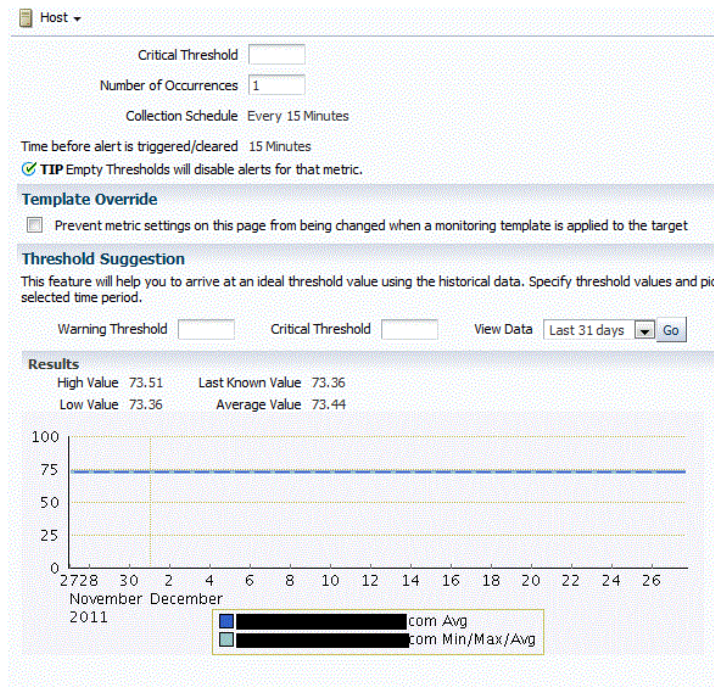 Host
Critical Threshold
Number of Occurrences 1
Collection Schedule Every 15 Minutes
Time before alert is triggered/cleared 15 Minutes
TIP Empty Thresholds will disable alerts for that metric.
Template Override
Prevent metric settings on this page from being changed when a monitoring template is applied to the target
Threshold Suggestion
This feature will help you to arrive at an ideal threshold value using the historical data. Specify threshold values and pic
selected time period.
Warning Threshold Critical Threshold View Data Last 31 days Go
Results
High Value 73.51 Last Known Value 73.36
Low Value 73.36 Average Value 73.44
100
75
50
25
0
2728 30 2 4 6 8 10 12 14 16 18 20 22 24 26
November December
2011
com Avg
com Min/Max/Avg